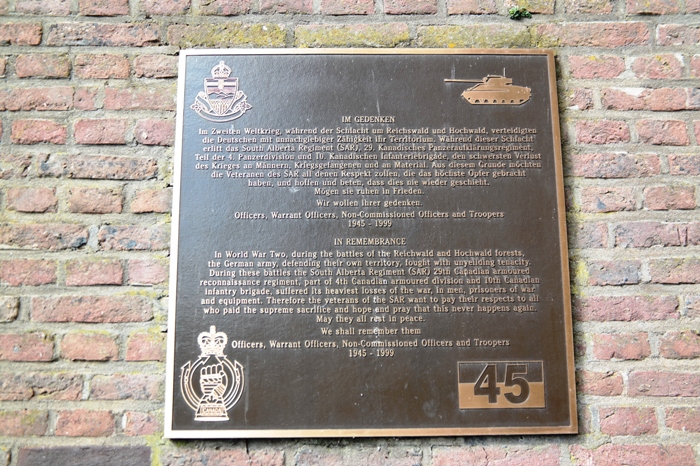 IM GEDENKEN
Im Zweiten Weltkrieg, während der Schlacht um Reichswald und Hochwald, verteidigten
die Deutschen mit unnachgiebiger Zähigkeit ihr Territorium. Während dieser Schlacht
erlitt das South Alberta Regiment (SAR), 29. Kanadisches Panzeraufklärungsregiment,
Teil der 4. Panzerdivision und 10. Kanadischen Infanteriebrigade, den schwersten Verlust
des Krieges an Männern, Kriegsgefangenen und an Material. Aus diesem Grunde möchten
die Veteranen des SAR all denen Respekt zollen, die das höchste Opfer gebracht
haben, und hoffen und beten, dass dies nie wieder geschieht.
Mögen sie ruhen in Frieden.
Wir wollen ihrer gedenken.
Officers, Warrant Officers, Non-Commissioned Officers and Troopers
1945 - 1999
IN REMEMBRANCE
In World War Two, during the battles of the Reichwald and Hochwald forests,
the German army, defending their own territory, fought with unyielding tenacity.
During these battles the South Alberta Regiment (SAR) 29th Canadian armoured
reconnaissance regiment, part of 4th Canadian armoured division and 10th Canadian
infantry brigade, suffered its heaviest losses of the war, in men, prisoners of war
and equipment. Therefore the veterans of the SAR want to pay their respects to all
who paid the supreme sacrifice and hope and pray that this never happens again.
May they all rest in peace.
We shall remember them
Officers, Warrant Officers, Non-Commissioned Officers and Troopers
1945 - 1999
45